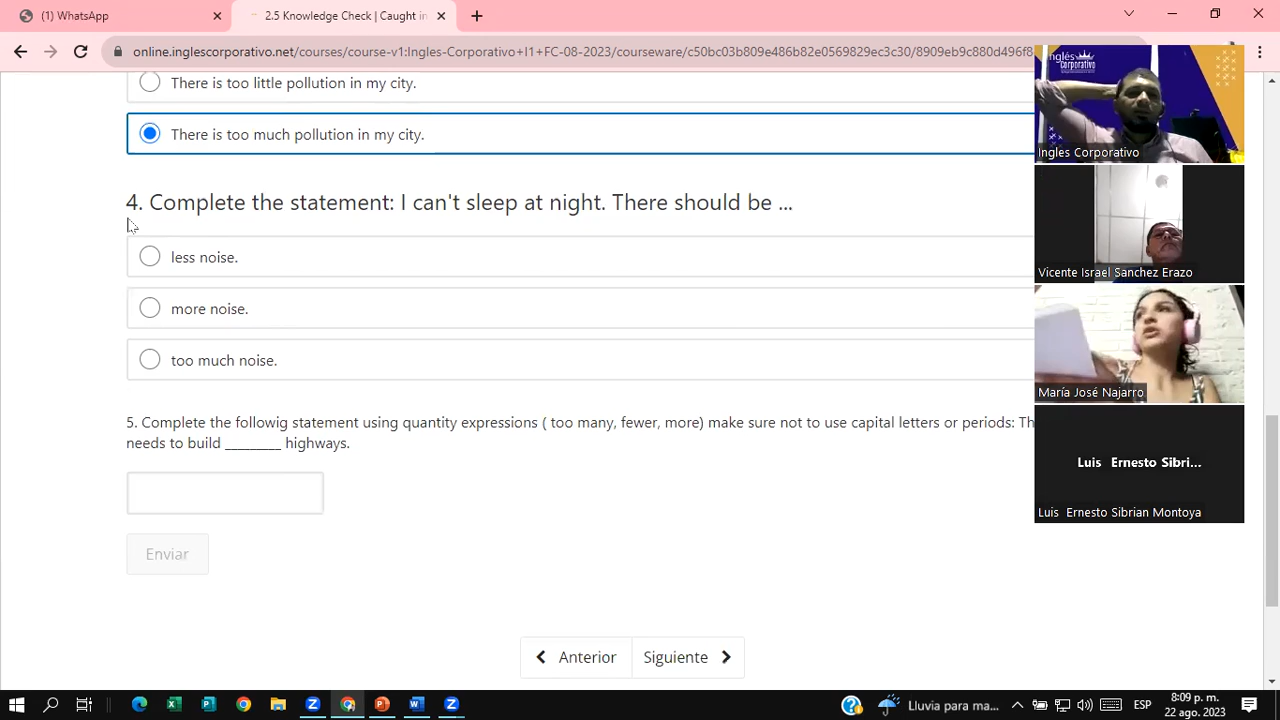 (1) WhatsApp
2.5 Knowledge Check | Caught in
online.inglescorporativo.net/courses/course-v1:Ingles-Corporativo+I1+FC-08-2023/courseware/c50bc03b809e486b82e0569829ec3c30/8909eb9c880d496f8
There is too little pollution in my city.
There is too much pollution in my city.
4. Complete the statement: I can't sleep at night. There should be ...
less noise.
more noise.
too much noise.
5. Complete the followig statement using quantity expressions ( too many, fewer, more) make sure not to use capital letters or periods: Th
needs to build ________ highways.
Enviar
Anterior
Siguiente
Inglés
corporativo
Ingles Corporativo
Vicente Israel Sanchez Erazo
María José Najarro
Luis Ernesto Sibri...
Luis Ernesto Sibrian Montoya
Lluvia para ma...
ESP
8:09 p. m.
22 ago. 2023